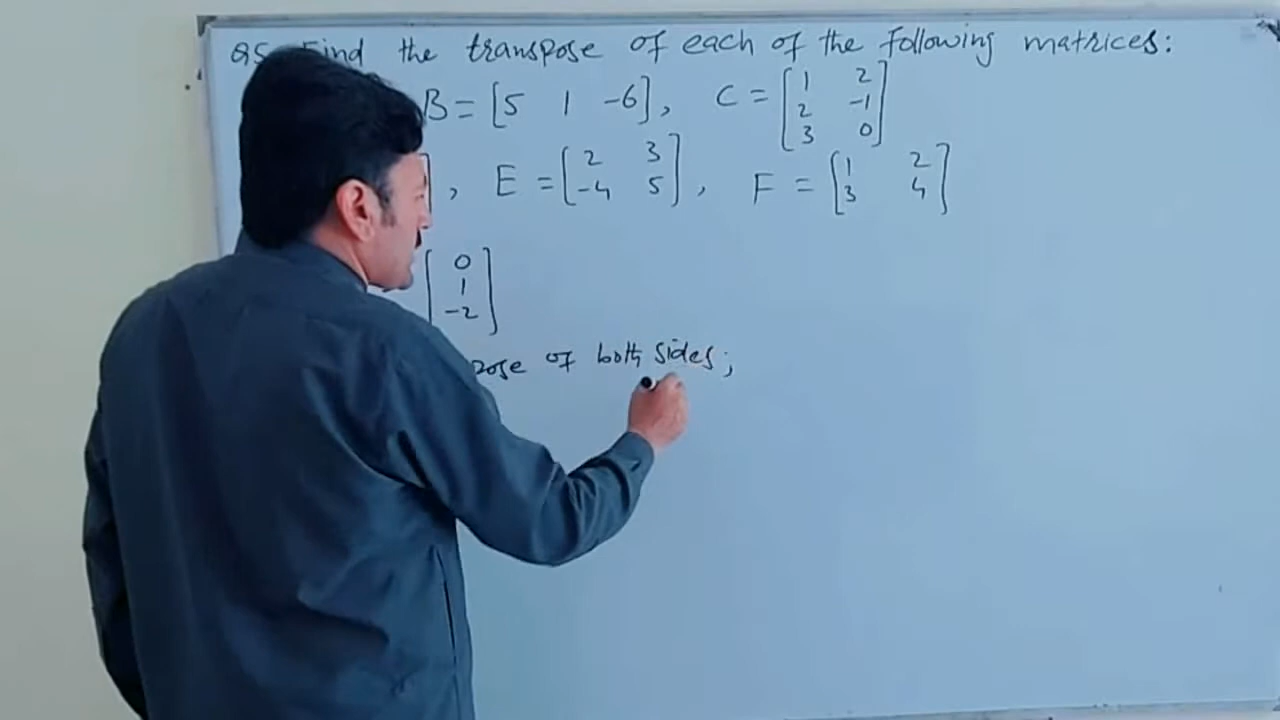 Q5. Find the transpose of each of the following matrices:
B = [5 1 -6], C = [1 2
2 -1
3 0]
, E = [2 3
-4 5], F = [1 2
3 4]
[0
1
-2]
of both sides;